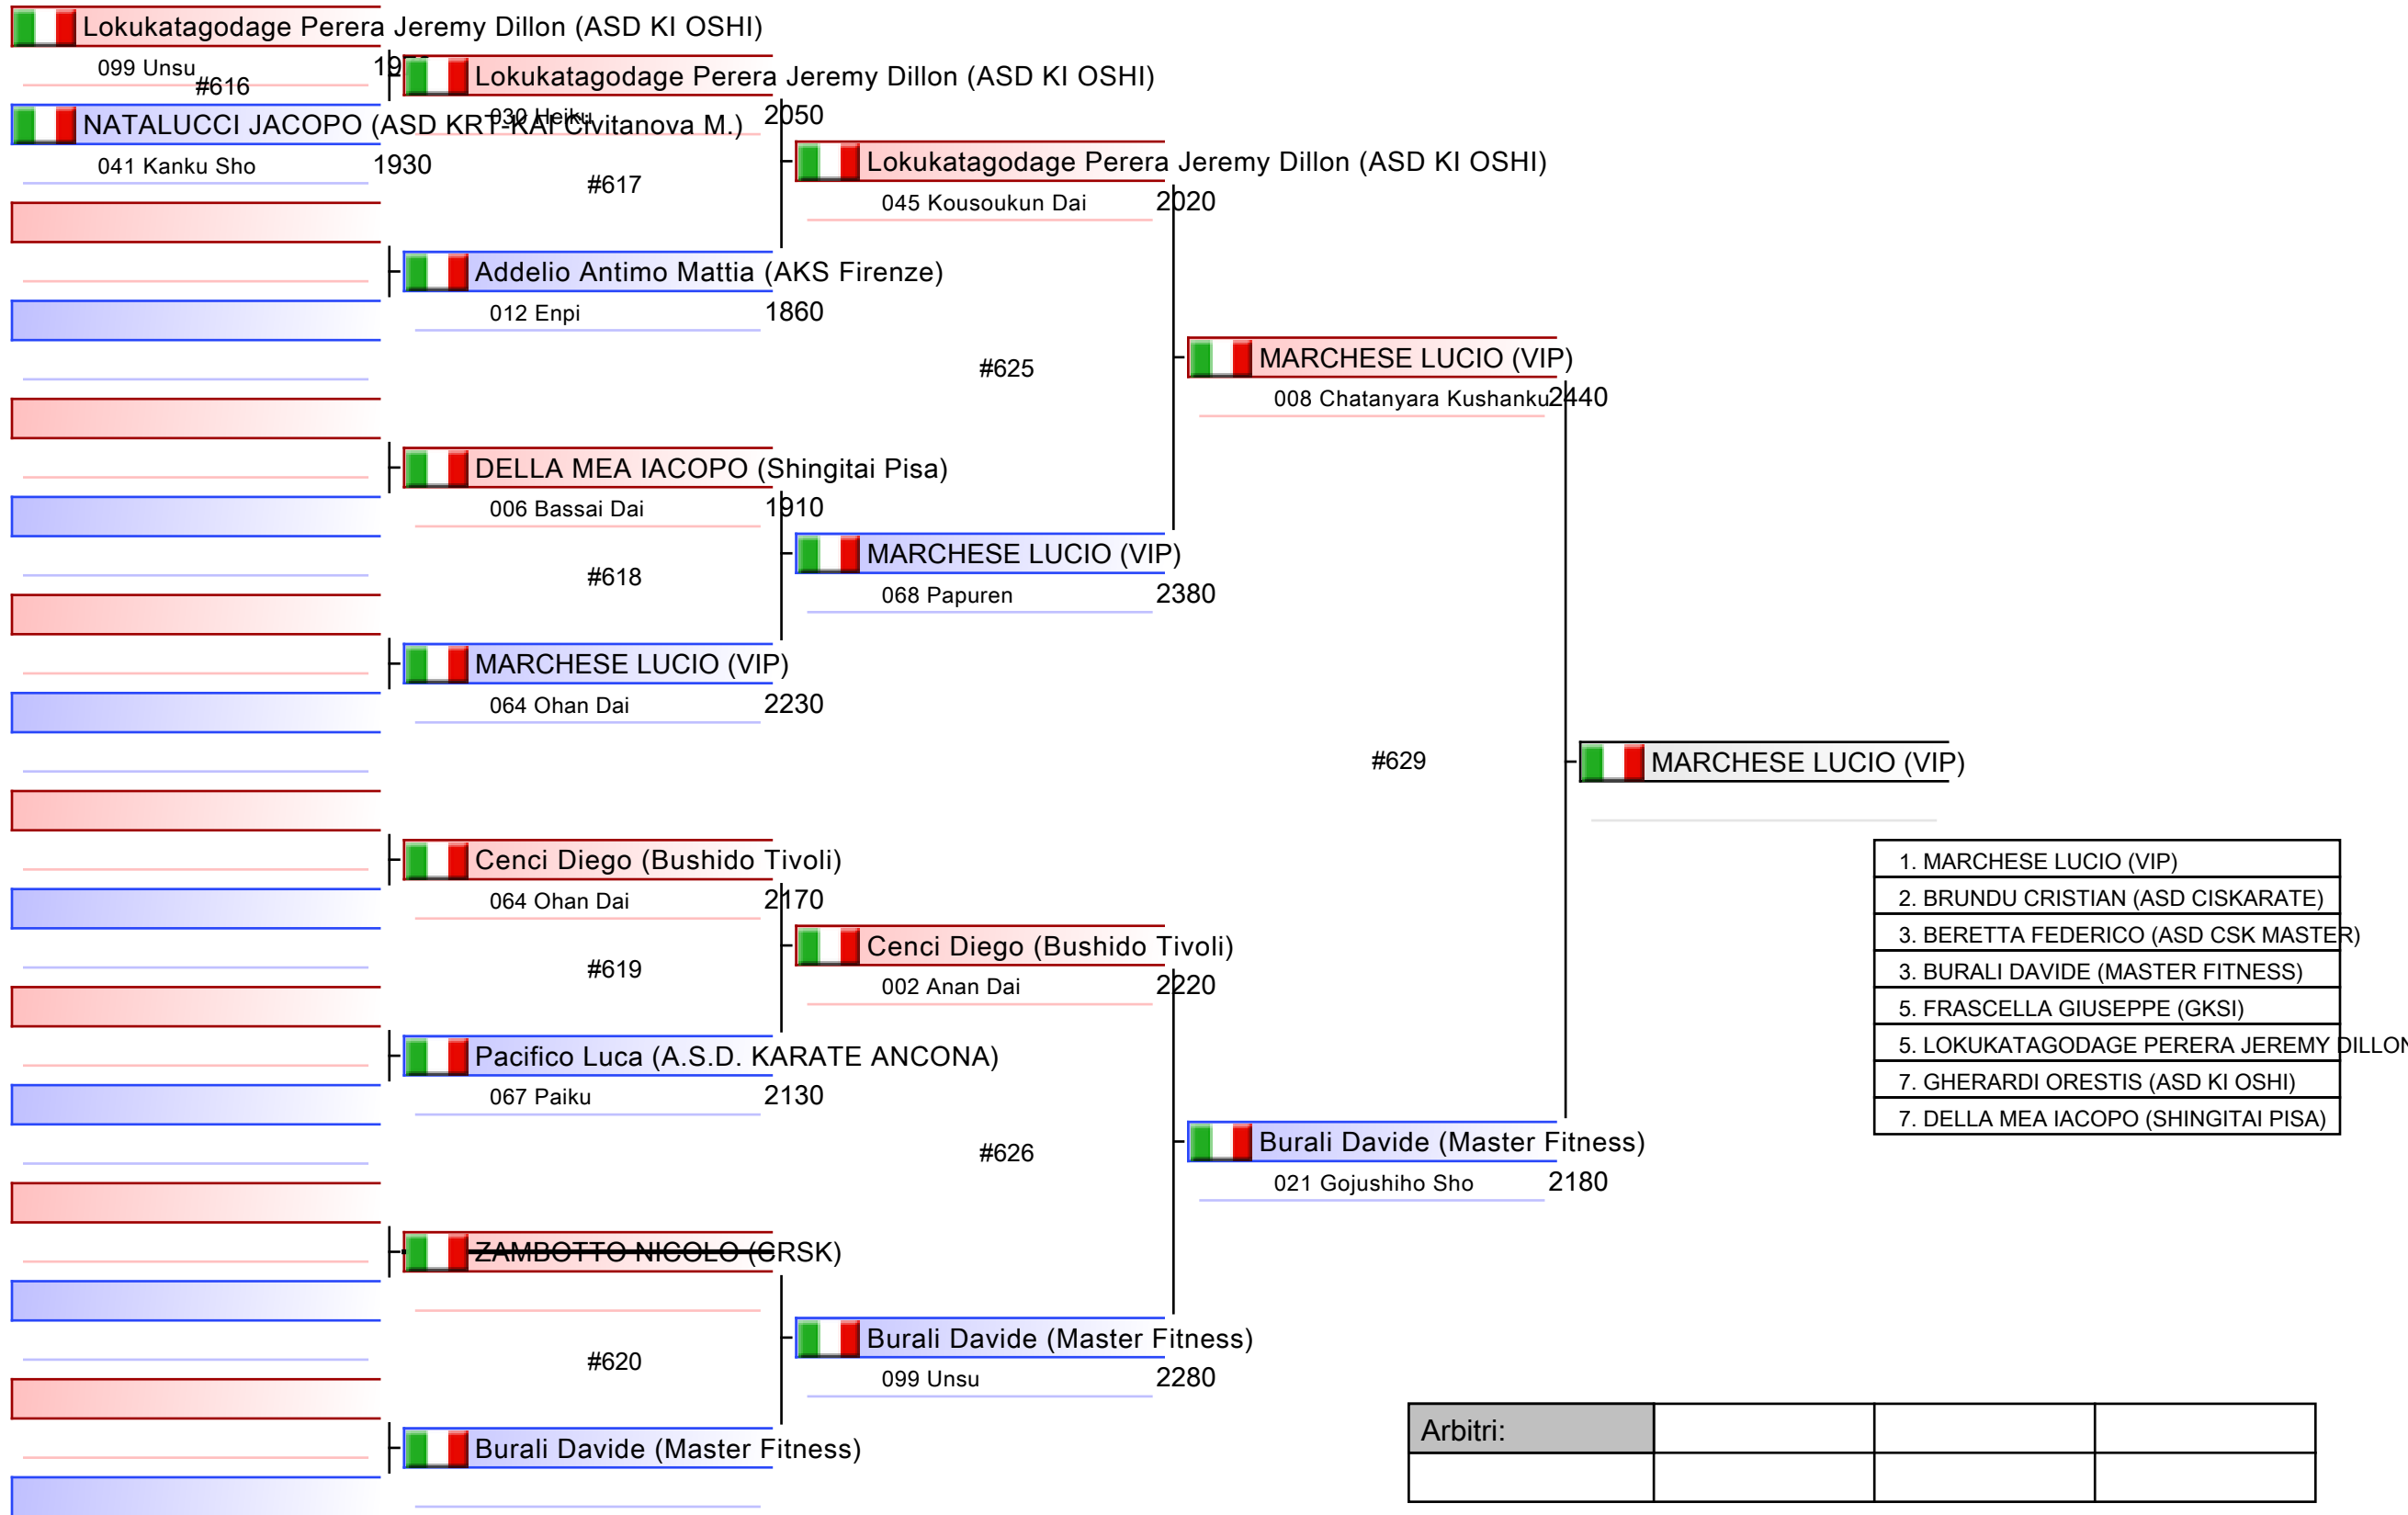 Lokukatagodage Perera Jeremy Dillon (ASD KI OSHI)
099 Unsu
#616
NATALUCCI JACOPO (ASD KRT-KAI Civitanova M.)
041 Kanku Sho 1930
Lokukatagodage Perera Jeremy Dillon (ASD KI OSHI)
030 Heiku 2050
#617
Addelio Antimo Mattia (AKS Firenze)
012 Enpi 1860
DELLA MEA IACOPO (Shingitai Pisa)
006 Bassai Dai 1910
#618
MARCHESE LUCIO (VIP)
064 Ohan Dai 2230
Cenci Diego (Bushido Tivoli)
064 Ohan Dai 2170
#619
Pacifico Luca (A.S.D. KARATE ANCONA)
067 Paiku 2130
ZAMBOTTO NICOLO (CRSK)
#620
Burali Davide (Master Fitness)
Lokukatagodage Perera Jeremy Dillon (ASD KI OSHI)
045 Kousoukun Dai 2020
#625
MARCHESE LUCIO (VIP)
068 Papuren 2380
Cenci Diego (Bushido Tivoli)
002 Anan Dai 2220
#626
Burali Davide (Master Fitness)
099 Unsu 2280
MARCHESE LUCIO (VIP)
008 Chatanyara Kushanku 2440
#629
Burali Davide (Master Fitness)
021 Gojushiho Sho 2180
MARCHESE LUCIO (VIP)
1. MARCHESE LUCIO (VIP)
2. BRUNDU CRISTIAN (ASD CISKARATE)
3. BERETTA FEDERICO (ASD CSK MASTER)
3. BURALI DAVIDE (MASTER FITNESS)
5. FRASCELLA GIUSEPPE (GKSI)
5. LOKUKATAGODAGE PERERA JEREMY DILLON
7. GHERARDI ORESTIS (ASD KI OSHI)
7. DELLA MEA IACOPO (SHINGITAI PISA)
Arbitri: